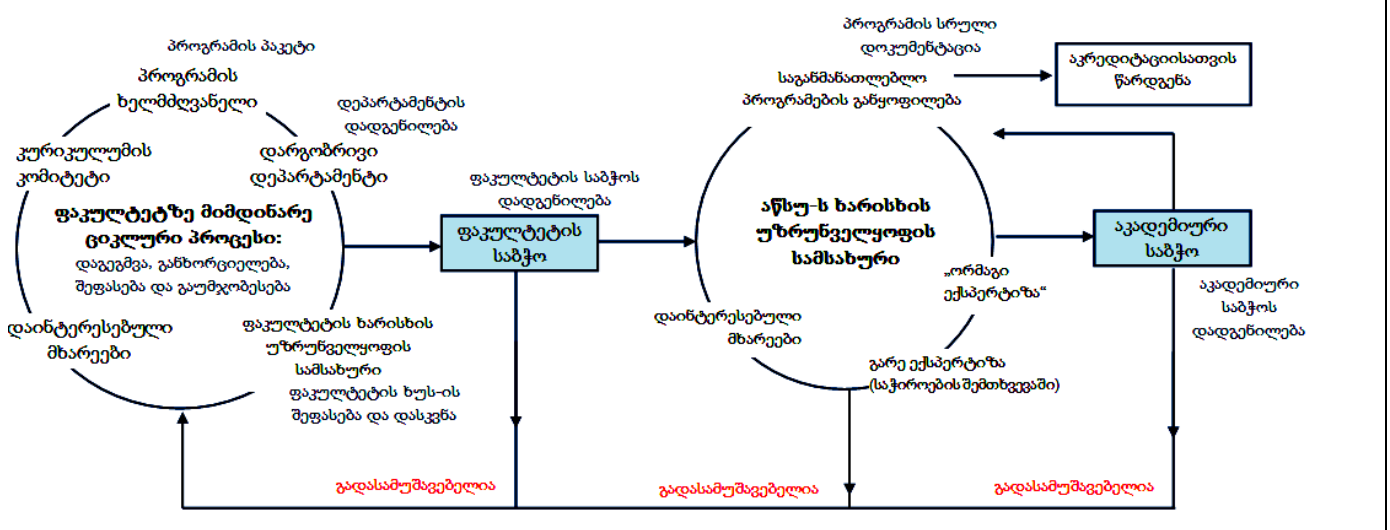 პროგრამის პაკეტი
პროგრამის
ხელმძღვანელი
დეპარტამენტის
დადგენილება
კურიკულუმის
კომიტეტი
დარგობრივი
დეპარტამენტი
ფაკულტეტზე მიმდინარე
ციკლური პროცესი:
დაგეგმვა, განხორციელება,
შეფასება და გაუმჯობესება
დაინტერესებული
მხარეები
ფაკულტეტის ხარისხის
უზრუნველყოფის
სამსახური
ფაკულტეტის ხუს-ის
შეფასება და დასკვნა
ფაკულტეტის საბჭოს
დადგენილება
ფაკულტეტის
საბჭო
პროგრამის სრული
დოკუმენტაცია
საგანმანათლებლო
პროგრამების განყოფილება
აკრედიტაციისათვის
წარდგენა
აწსუ-ს ხარისხის
უზრუნველყოფის
სამსახური
„ორმაგი
ექსპერტიზა“
დაინტერესებული
მხარეები
გარე ექსპერტიზა
(საჭიროების შემთხვევაში)
აკადემიური
საბჭო
აკადემიური
საბჭოს
დადგენილება
გადასამუშავებელია
გადასამუშავებელია
გადასამუშავებელია